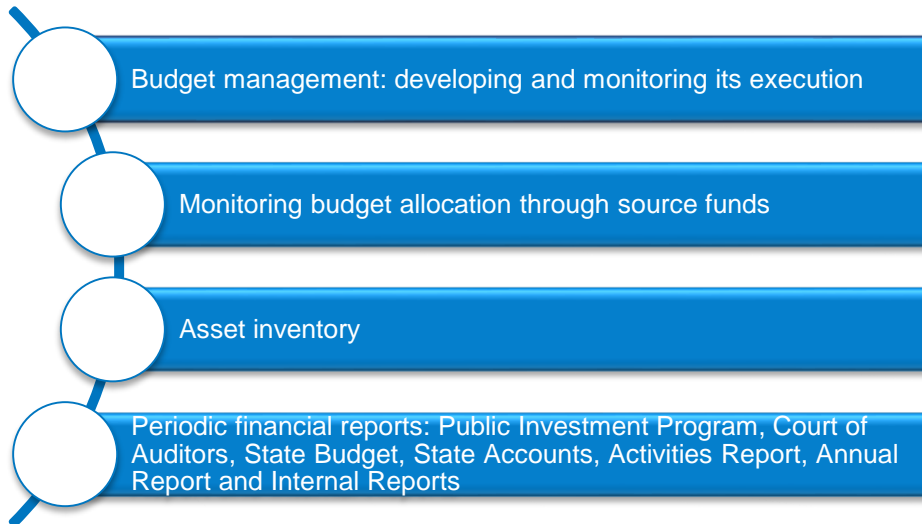 Budget management: developing and monitoring its execution
Monitoring budget allocation through source funds
Asset inventory
Periodic financial reports: Public Investment Program, Court of
Auditors, State Budget, State Accounts, Activities Report, Annual
Report and Internal Reports